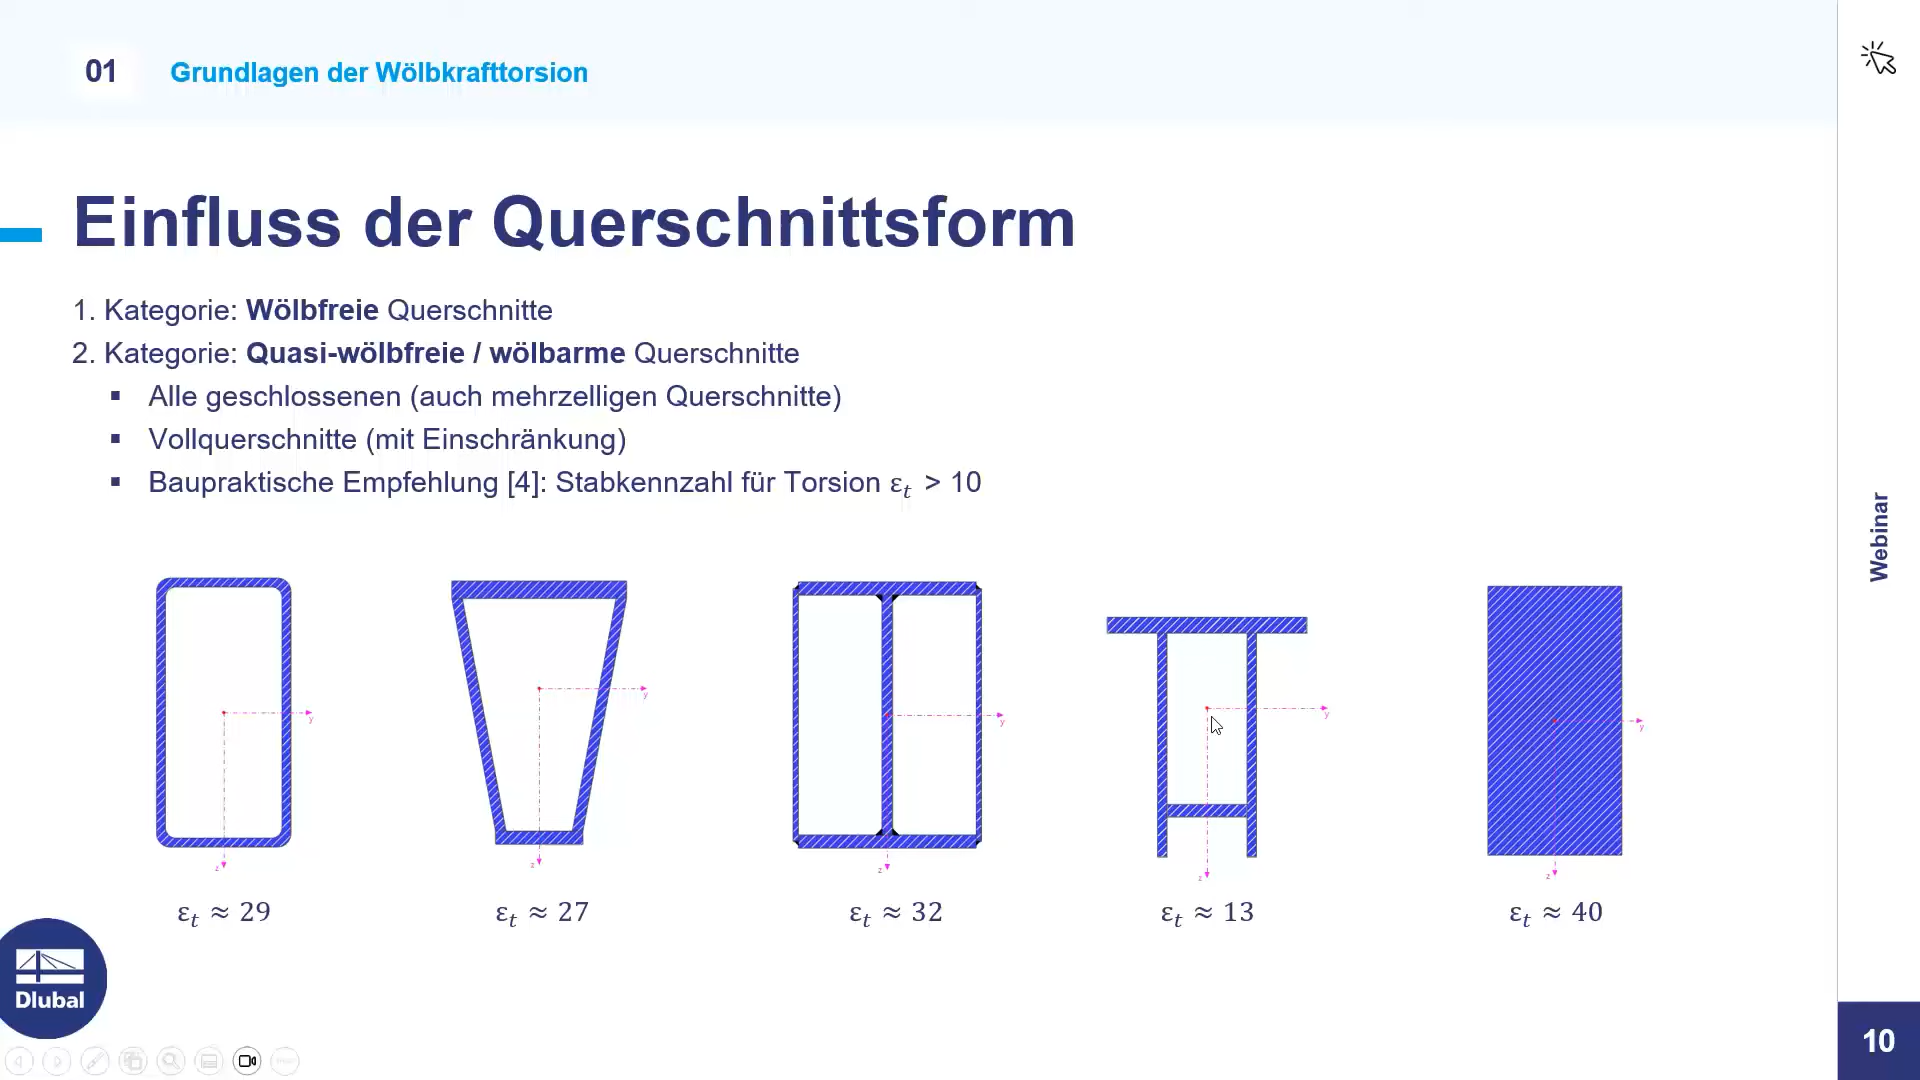 01
Grundlagen der Wölbkrafttorsion
Einfluss der Querschnittsform
1. Kategorie: Wölbfreie Querschnitte
2. Kategorie: Quasi-wölbfreie / wölbarme Querschnitte
▪ Alle geschlossenen (auch mehrzelligen Querschnitte)
▪ Vollquerschnitte (mit Einschränkung)
▪ Baupraktische Empfehlung [4]: Stabkennzahl für Torsion εt > 10
y
z
y
z
y
z
y
z
y
z
εt ≈ 29
εt ≈ 27
εt ≈ 32
εt ≈ 13
εt ≈ 40
Dlubal
Webinar
10